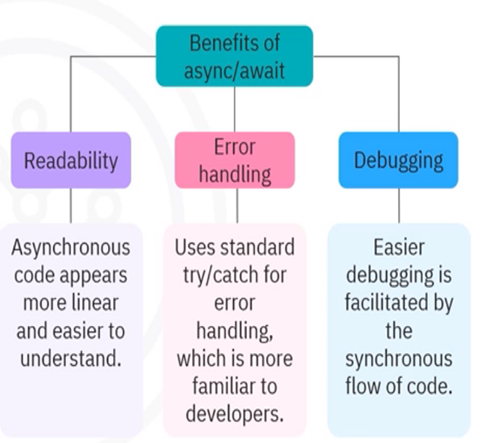 Benefits of
async/await
Readability
Error
handling
Debugging
Asynchronous
code appears
more linear
and easier to
understand.
Uses standard
try/catch for
error
handling,
which is more
familiar to
developers.
Easier
debugging is
facilitated by
the
synchronous
flow of code.